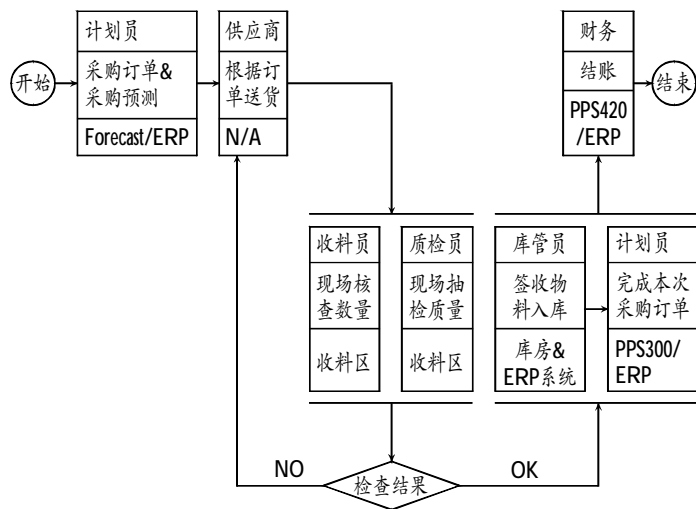 开始
计划员
采购订单&
采购预测
Forecast/ERP
供应商
根据订
单送货
N/A
财务
结账
PPS420
/ERP
结束
收料员
现场核
查数量
收料区
质检员
现场抽
检质量
收料区
库管员
签收物
料入库
库房&
ERP系统
计划员
完成本次
采购订单
PPS300/
ERP
NO
检查结果
OK